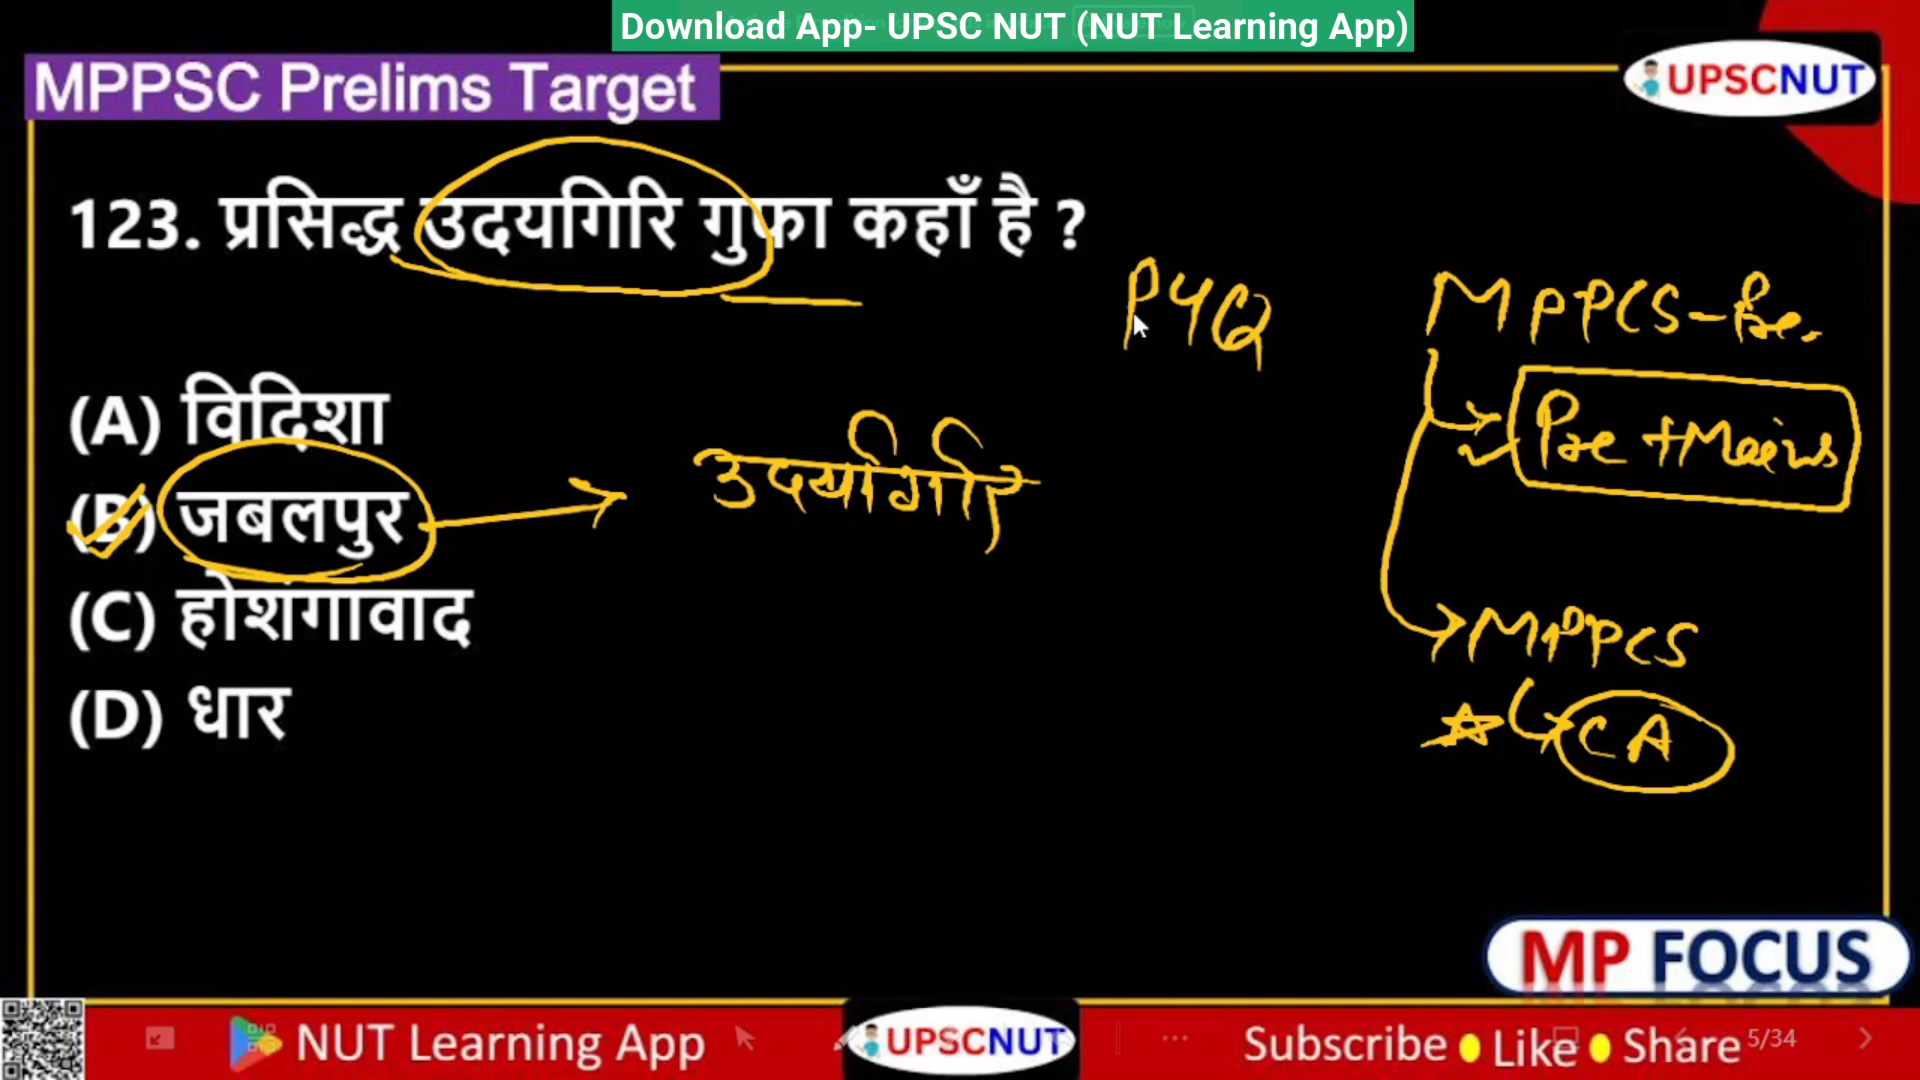 Download App- UPSC NUT (NUT Learning App)
MPPSC Prelims Target
UPSCNUT
123. प्रसिद्ध उदयगिरि गुफा कहाँ है ?
PYQ
MPPCS-Pre.
(A) विदिशा
Pre + Mains
(B) जबलपुर
उदयगिरि
(C) होशंगावाद
MPPCS
(D) धार
CA
MP FOCUS
NUT Learning App
UPSCNUT
Subscribe Like Share
5/34